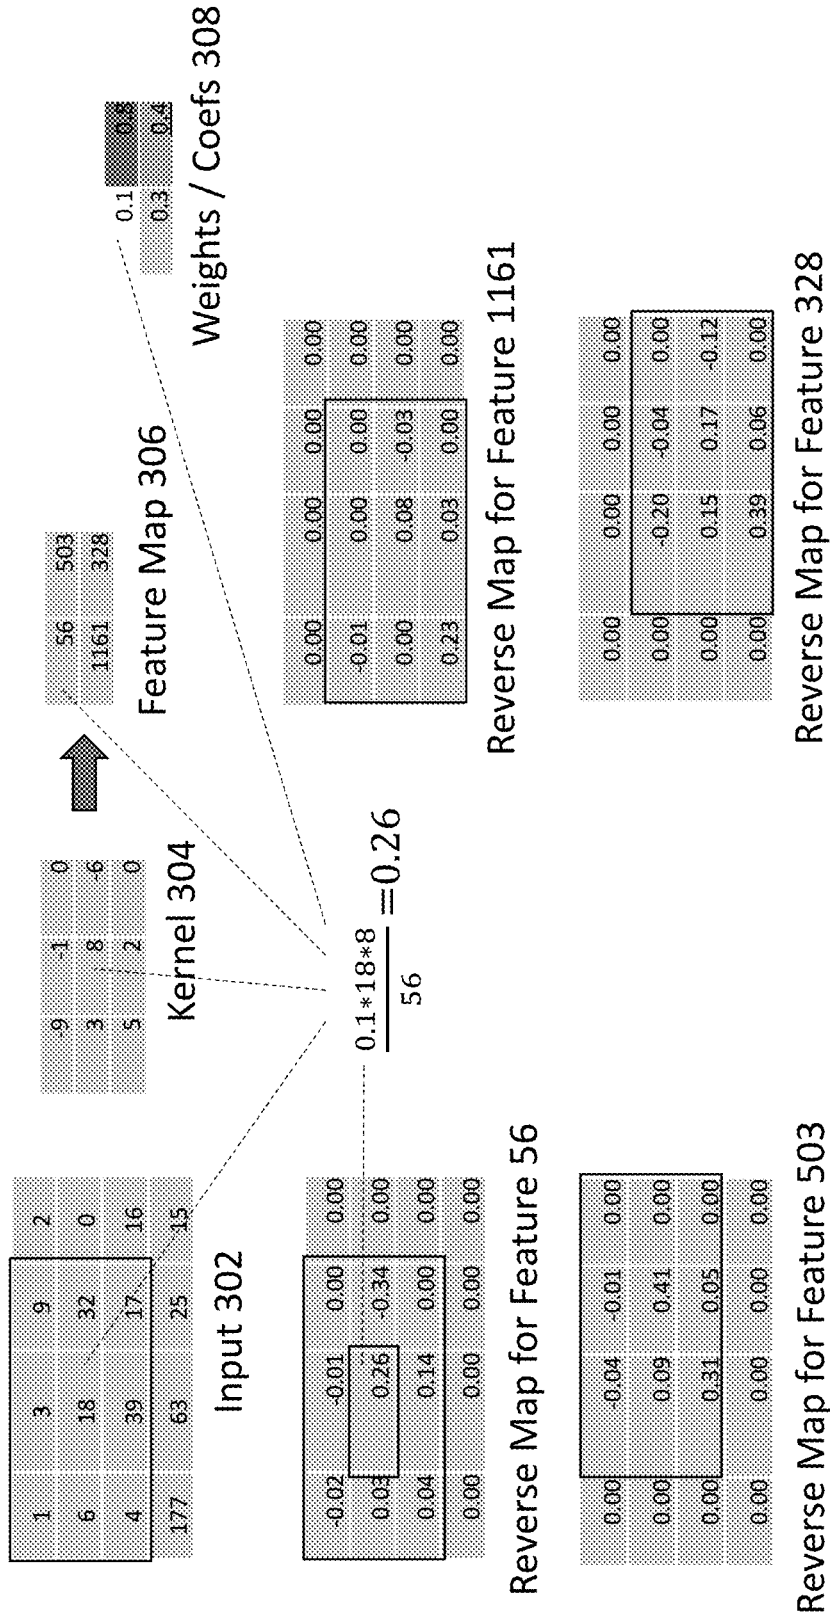 1 3 9 2
6 18 32 0
4 39 17 16
177 63 25 15
Input 302
-9 -1 0
3 8 -6
5 2 0
Kernel 304
56 503
1161 328
Feature Map 306
0.1 0.8
0.3 0.4
Weights / Coefs 308
0.1*18*8
56
=0.26
-0.02 -0.01 0.00 0.00
0.03 0.26 -0.34 0.00
0.04 0.14 0.00 0.00
0.00 0.00 0.00 0.00
Reverse Map for Feature 56
0.00 0.00 0.00 0.00
-0.01 0.00 0.00 0.00
0.00 0.08 -0.03 0.00
0.23 0.03 0.00 0.00
Reverse Map for Feature 1161
0.00 -0.04 -0.01 0.00
0.00 0.09 0.41 0.00
0.00 0.31 0.05 0.00
0.00 0.00 0.00 0.00
Reverse Map for Feature 503
0.00 0.00 0.00 0.00
0.00 -0.20 -0.04 0.00
0.00 0.15 0.17 -0.12
0.00 0.39 0.06 0.00
Reverse Map for Feature 328